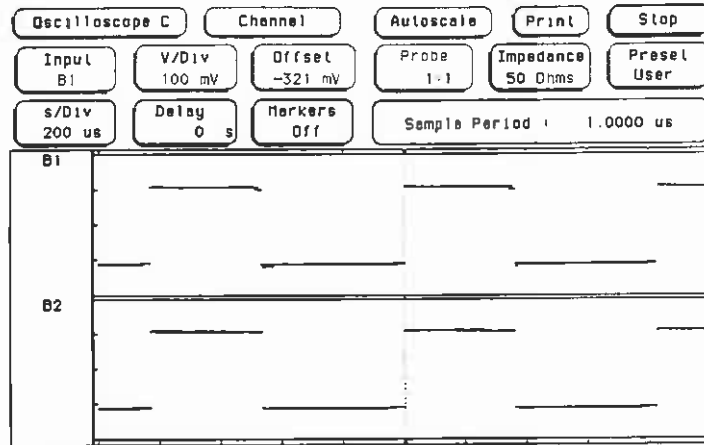 Oscilloscope C Channel Autoscale Print Stop
Input V/Div Offset Probe Impedance Preset
B1 100 mV -321 mV 1:1 50 Ohms User
s/Div Delay Markers Sample Period : 1.0000 us
200 us 0 s Off
B1
B2